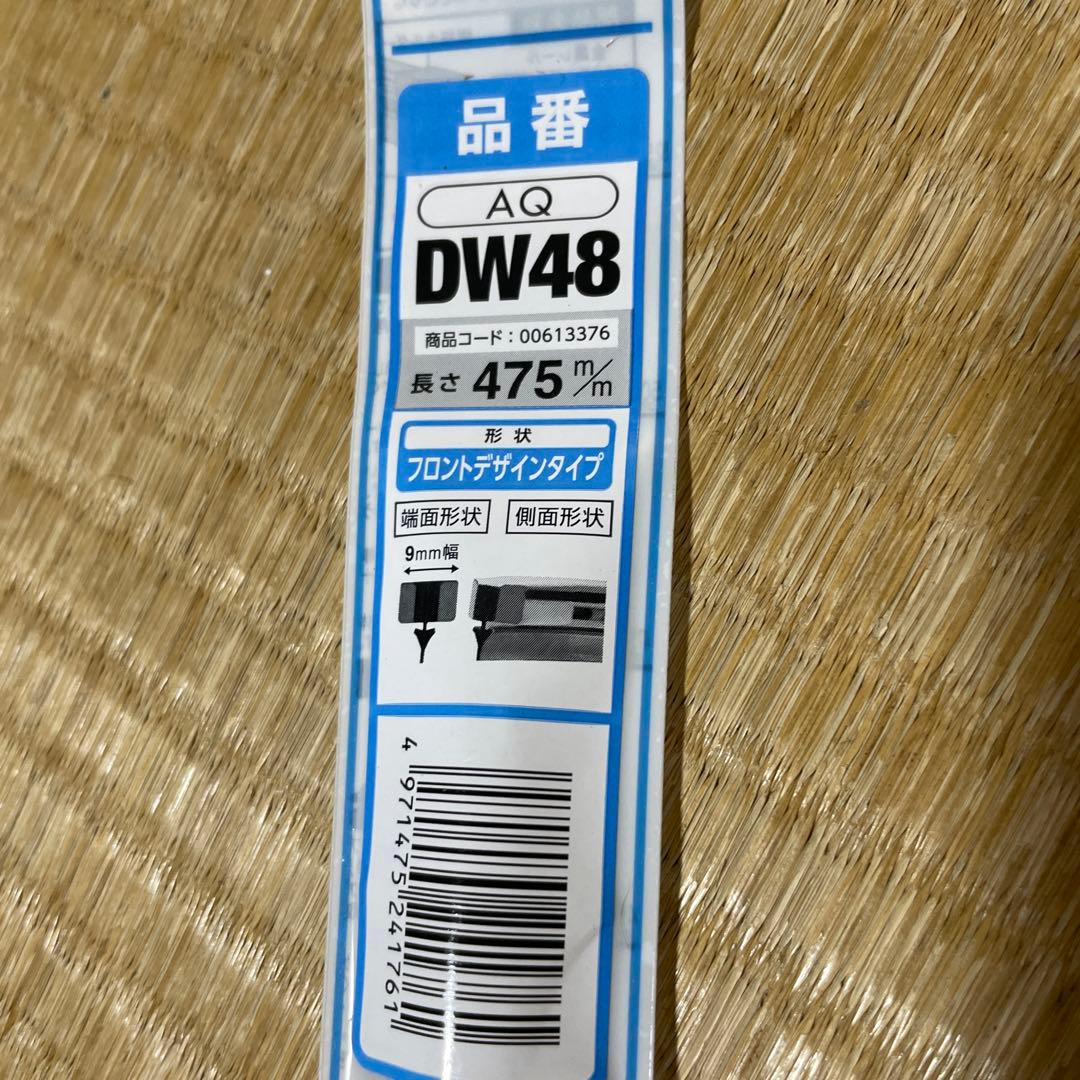 品番
AQ
DW48
商品コード：00613376
長さ 475 m/m
形状
フロントデザインタイプ
端面形状 側面形状
9mm幅
4 971475 241761